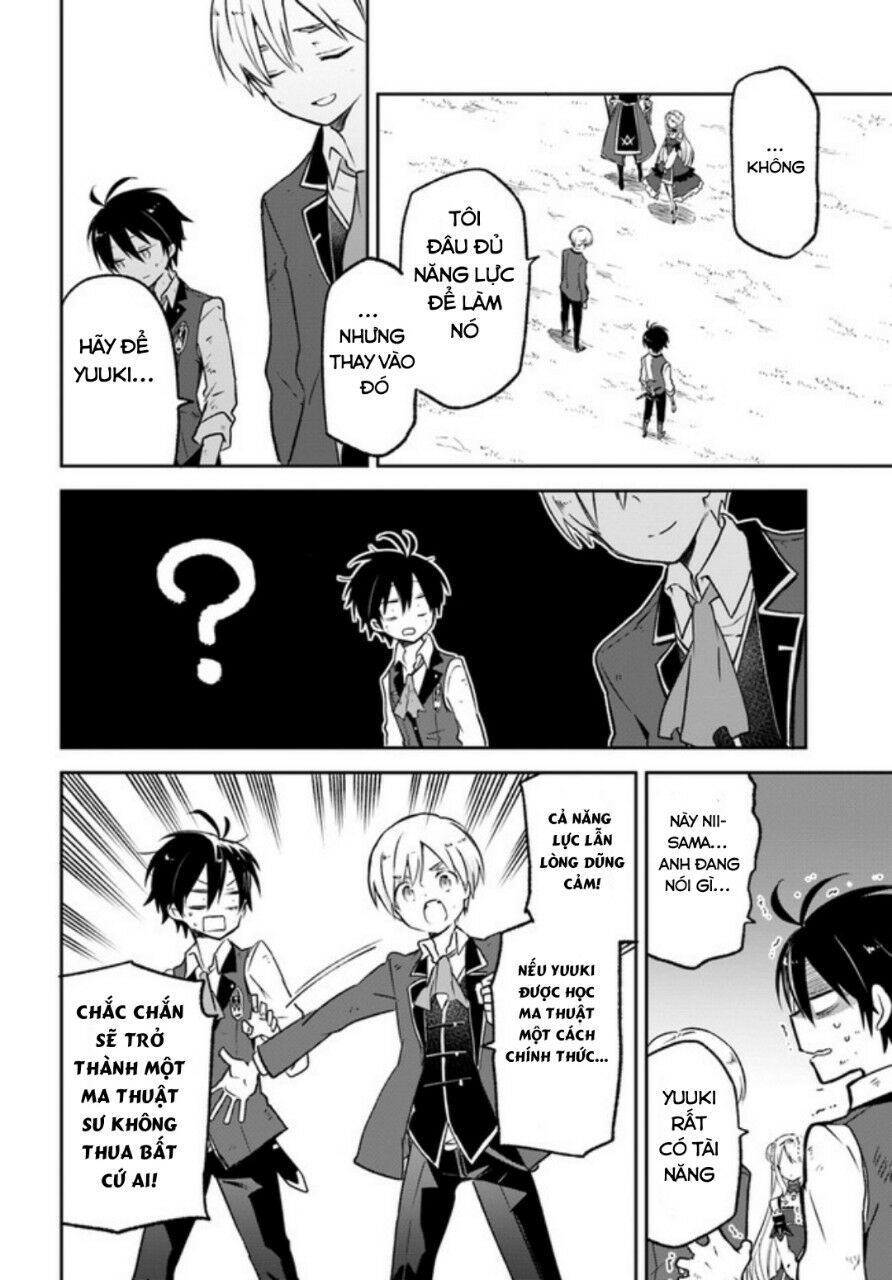 ...
KHÔNG
TÔI
ĐÂU ĐỦ
NĂNG LỰC
ĐỂ LÀM
NÓ
...
NHƯNG
THAY VÀO
ĐÓ
HÃY ĐỂ
YUUKI...
?
NÀY NII-
SAMA...
ANH ĐANG
NÓI GÌ...
YUUKI
RẤT
CÓ TÀI
NĂNG
CẢ NĂNG
LỰC LẪN
LÒNG DŨNG
CẢM!
NẾU YUUKI
ĐƯỢC HỌC
MA THUẬT
MỘT CÁCH
CHÍNH THỨC...
CHẮC CHẮN
SẼ TRỞ
THÀNH MỘT
MA THUẬT
SƯ KHÔNG
THUA BẤT
CỨ AI!